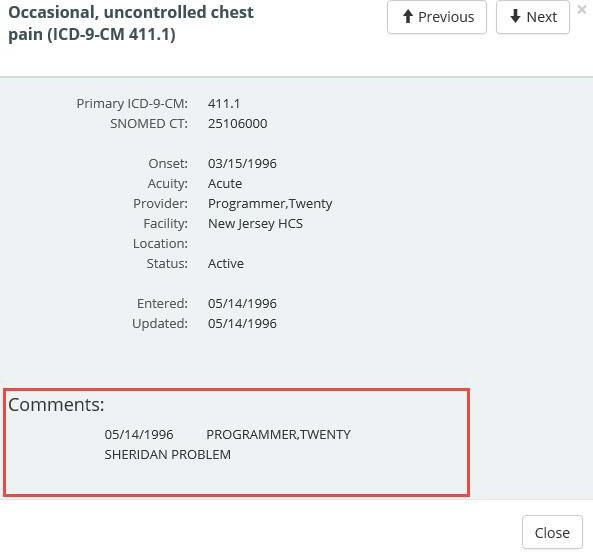 Occasional, uncontrolled chest
pain (ICD-9-CM 411.1)
Previous
Next
×
Primary ICD-9-CM: 411.1
SNOMED CT: 25106000
Onset: 03/15/1996
Acuity: Acute
Provider: Programmer,Twenty
Facility: New Jersey HCS
Location:
Status: Active
Entered: 05/14/1996
Updated: 05/14/1996
Comments:
05/14/1996 PROGRAMMER,TWENTY
SHERIDAN PROBLEM
Close